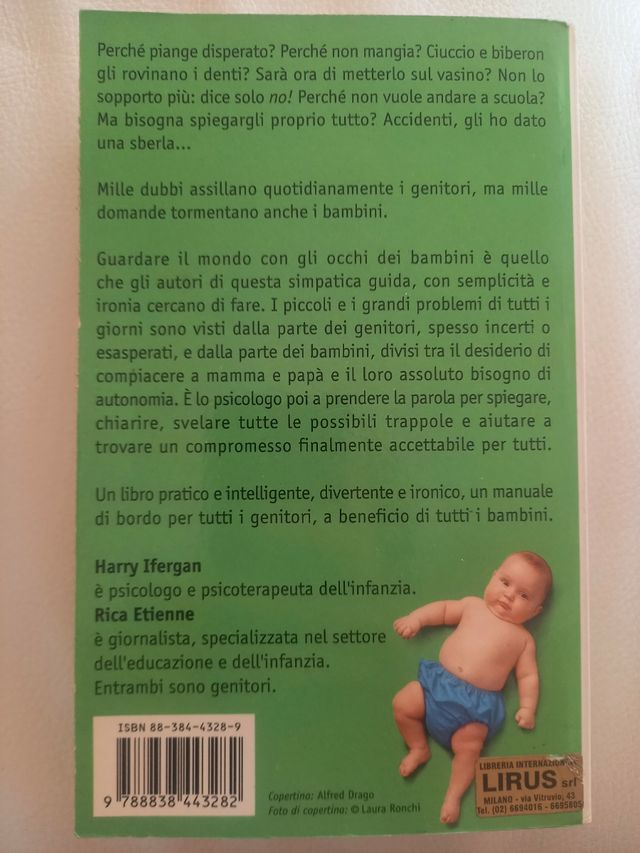 Perché piange disperato? Perché non mangia? Ciuccio e biberon
gli rovinano i denti? Sarà ora di metterlo sul vasino? Non lo
sopporto più: dice solo no! Perché non vuole andare a scuola?
Ma bisogna spiegargli proprio tutto? Accidenti, gli ho dato
una sberla...
Mille dubbi assillano quotidianamente i genitori, ma mille
domande tormentano anche i bambini.
Guardare il mondo con gli occhi dei bambini è quello
che gli autori di questa simpatica guida, con semplicità e
ironia cercano di fare. I piccoli e i grandi problemi di tutti i
giorni sono visti dalla parte dei genitori, spesso incerti o
esasperati, e dalla parte dei bambini, divisi tra il desiderio di
compiacere a mamma e papà e il loro assoluto bisogno di
autonomia. È lo psicologo poi a prendere la parola per spiegare,
chiarire, svelare tutte le possibili trappole e aiutare a
trovare un compromesso finalmente accettabile per tutti.
Un libro pratico e intelligente, divertente e ironico, un manuale
di bordo per tutti i genitori, a beneficio di tutti i bambini.
Harry Ifergan
è psicologo e psicoterapeuta dell'infanzia.
Rica Etienne
è giornalista, specializzata nel settore
dell'educazione e dell'infanzia.
Entrambi sono genitori.
ISBN 88-384-4328-9
9 788838 443282
Copertina: Alfred Drago
Foto di copertina: © Laura Ronchi
LIBRERIA INTERNAZIONALE
LIRUS srl
MILANO - via Vitruvio, 43
Tel. (02) 6694016 - 6695605